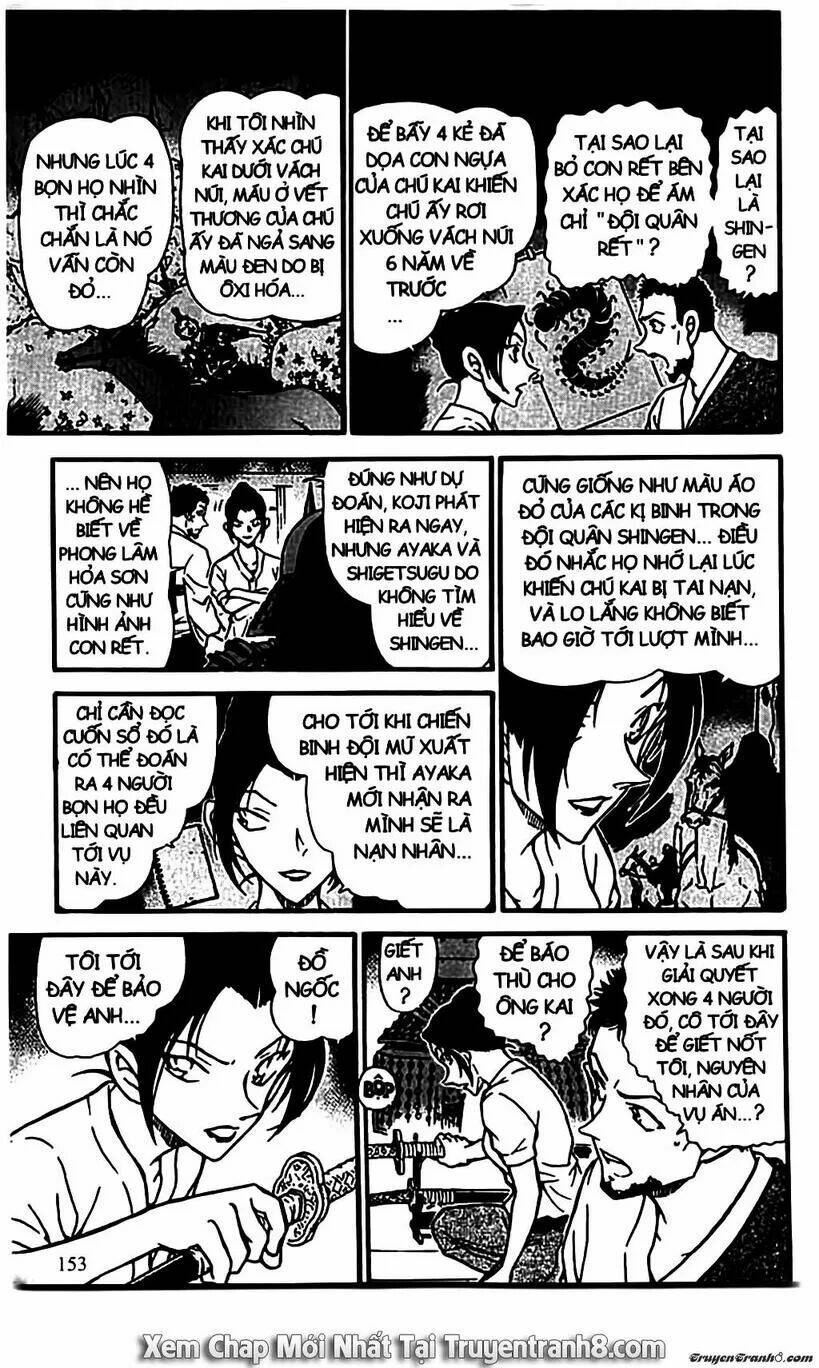 TẠI
SAO
LẠI
LÀ
SHIN-
GEN
?
TẠI SAO LẠI
BỎ CON RẾT BÊN
XÁC HỌ ĐỂ ÁM
CHỈ "ĐỘI QUÂN
RẾT"?
ĐỂ BẪY 4 KẺ ĐÃ
DỌA CON NGỰA
CỦA CHÚ KAI KHIẾN
CHÚ ẤY RƠI
XUỐNG VÁCH NÚI
6 NĂM VỀ
TRƯỚC
...
KHI TÔI NHÌN
THẤY XÁC CHÚ
KAI DƯỚI VÁCH
NÚI, MÁU Ở VẾT
THƯƠNG CỦA CHÚ
ẤY ĐÃ NGẢ SANG
MÀU ĐEN DO BỊ
ÔXI HÓA...
NHƯNG LÚC 4
BỌN HỌ NHÌN
THÌ CHẮC
CHẮN LÀ NÓ
VẪN CÒN
ĐỎ...
CŨNG GIỐNG NHƯ MÀU ÁO
ĐỎ CỦA CÁC KỊ BINH TRONG
ĐỘI QUÂN SHINGEN... ĐIỀU
ĐÓ NHẮC HỌ NHỚ LẠI LÚC
KHIẾN CHÚ KAI BỊ TAI NẠN,
VÀ LO LẮNG KHÔNG BIẾT
BAO GIỜ TỚI LƯỢT MÌNH...
ĐÚNG NHƯ DỰ
ĐOÁN, KOJI PHÁT
HIỆN RA NGAY,
NHƯNG AYAKA VÀ
SHIGETSUGU DO
KHÔNG TÌM
HIỂU VỀ
SHINGEN...
... NÊN HỌ
KHÔNG HỀ
BIẾT VỀ
PHONG LÂM
HỎA SƠN
CŨNG NHƯ
HÌNH ẢNH
CON RẾT.
CHO TỚI KHI CHIẾN
BINH ĐỘI MŨ XUẤT
HIỆN THÌ AYAKA
MỚI NHẬN RA
MÌNH SẼ LÀ
NẠN NHÂN...
CHỈ CẦN ĐỌC
CUỐN SỔ ĐÓ LÀ
CÓ THỂ ĐOÁN
RA 4 NGƯỜI
BỌN HỌ ĐỀU
LIÊN QUAN
TỚI VỤ
NÀY.
VẬY LÀ SAU KHI
GIẢI QUYẾT
XONG 4 NGƯỜI
ĐÓ, CÔ TỚI ĐÂY
ĐỂ GIẾT NỐT
TÔI, NGUYÊN
NHÂN CỦA
VỤ ÁN...?
ĐỂ BÁO
THÙ CHO
ÔNG KAI
?
GIẾT
ANH
?
BỘP
ĐỒ
NGỐC
!
TÔI TỚI
ĐÂY ĐỂ BẢO
VỆ ANH...
153
Xem Chap Mới Nhất Tại Truyentranh8.com
TruyenTranh8.com